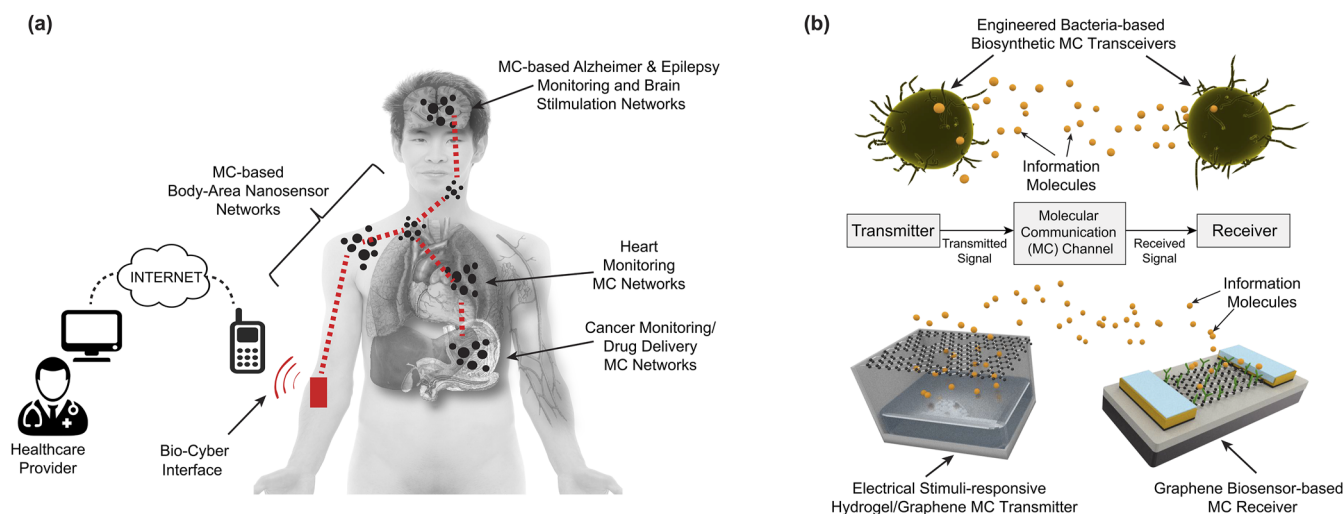 (a)
MC-based Alzheimer & Epilepsy
Monitoring and Brain
Stilmulation Networks
MC-based
Body-Area Nanosensor
Networks
INTERNET
Heart
Monitoring
MC Networks
Cancer Monitoring/
Drug Delivery
MC Networks
Healthcare
Provider
Bio-Cyber
Interface
(b)
Engineered Bacteria-based
Biosynthetic MC Transceivers
Information
Molecules
Transmitter
Transmitted
Signal
Molecular
Communication
(MC) Channel
Received
Signal
Receiver
Information
Molecules
Electrical Stimuli-responsive
Hydrogel/Graphene MC Transmitter
Graphene Biosensor-based
MC Receiver